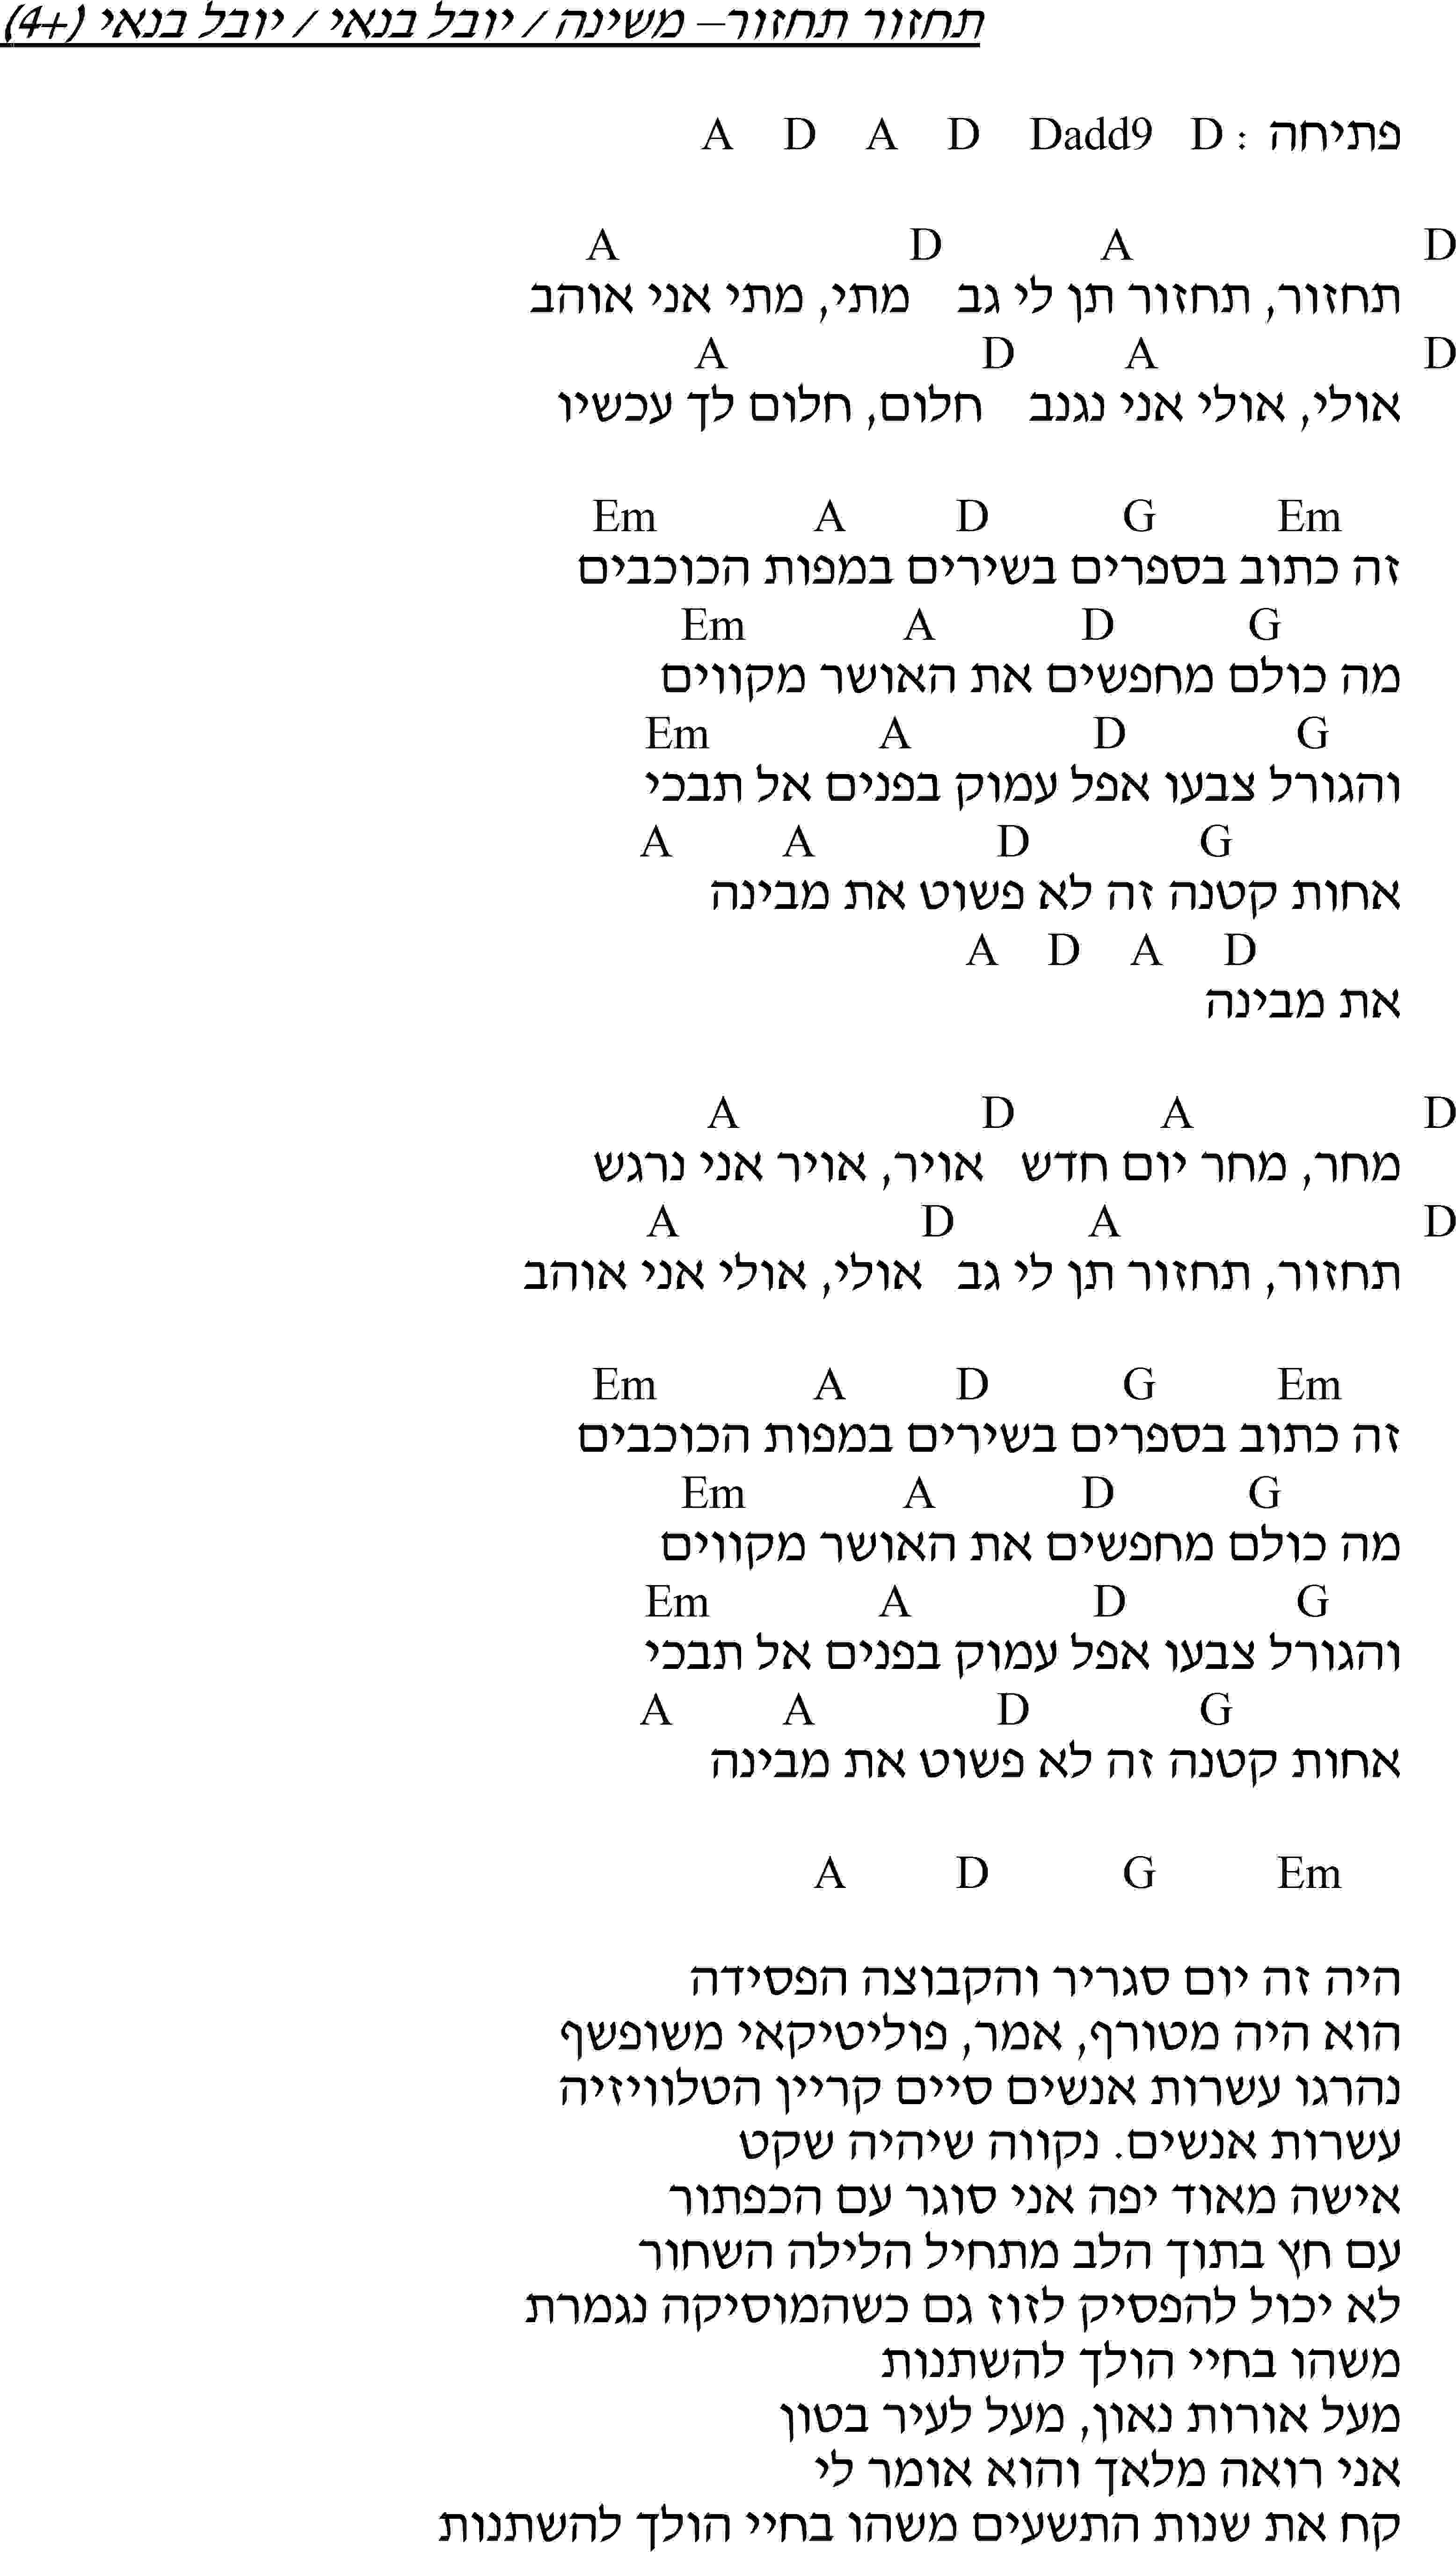 תחזור תחזור– משינה / יובל בנאי / יובל בנאי (+4)
פתיחה : D Dadd9 D A D A
D A D A
תחזור, תחזור תן לי גב מתי, מתי אני אוהב
D A D A
אולי, אולי אני נגנב חלום, חלום לך עכשיו
Em G D A Em
זה כתוב בספרים בשירים במפות הכוכבים
G D A Em
מה כולם מחפשים את האושר מקווים
G D A Em
והגורל צבעו אפל עמוק בפנים אל תבכי
G D A A
אחות קטנה זה לא פשוט את מבינה
D A D A
את מבינה
D A D A
מחר, מחר יום חדש אויר, אויר אני נרגש
D A D A
תחזור, תחזור תן לי גב אולי, אולי אני אוהב
Em G D A Em
זה כתוב בספרים בשירים במפות הכוכבים
G D A Em
מה כולם מחפשים את האושר מקווים
G D A Em
והגורל צבעו אפל עמוק בפנים אל תבכי
G D A A
אחות קטנה זה לא פשוט את מבינה
Em G D A
היה זה יום סגריר והקבוצה הפסידה
הוא היה מטורף, אמר, פוליטיקאי משופשף
נהרגו עשרות אנשים סיים קריין הטלוויזיה
עשרות אנשים. נקווה שיהיה שקט
אישה מאוד יפה אני סוגר עם הכפתור
עם חץ בתוך הלב מתחיל הלילה השחור
לא יכול להפסיק לזוז גם כשהמוסיקה נגמרת
משהו בחיי הולך להשתנות
מעל אורות נאון, מעל לעיר בטון
אני רואה מלאך והוא אומר לי
קח את שנות התשעים משהו בחיי הולך להשתנות